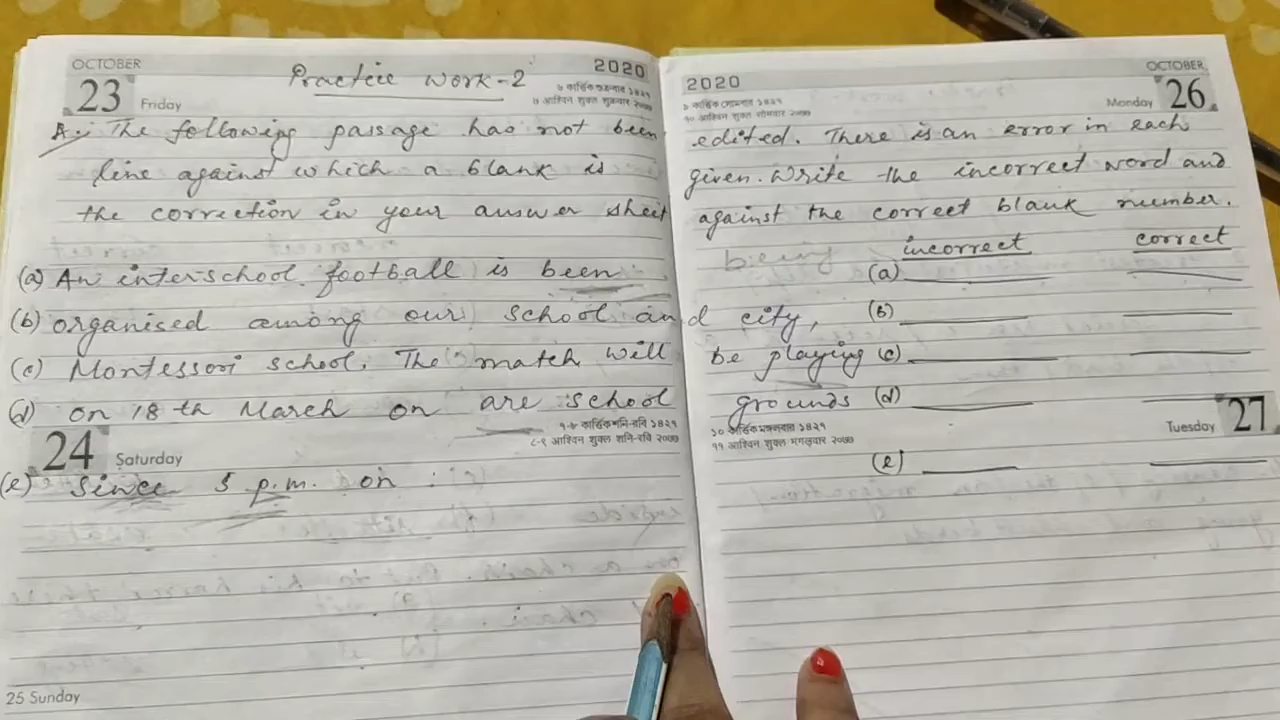 OCTOBER 2020
23 Friday
Practice Work-2
A: The following passage has not been edited. There is an error in each
line against which a blank is given. Write the incorrect word and
the correction in your answer sheet against the correct blank number.
being incorrect correct
(a) An interschool football is been (a)
(b) organised among our school and city, (b)
(c) Montessori school. The match will be playing (c)
(d) on 18th March on are school grounds (d)
24 Saturday
(e) Since 5 p.m. on : (e)
25 Sunday
2020 OCTOBER
Monday 26
Tuesday 27